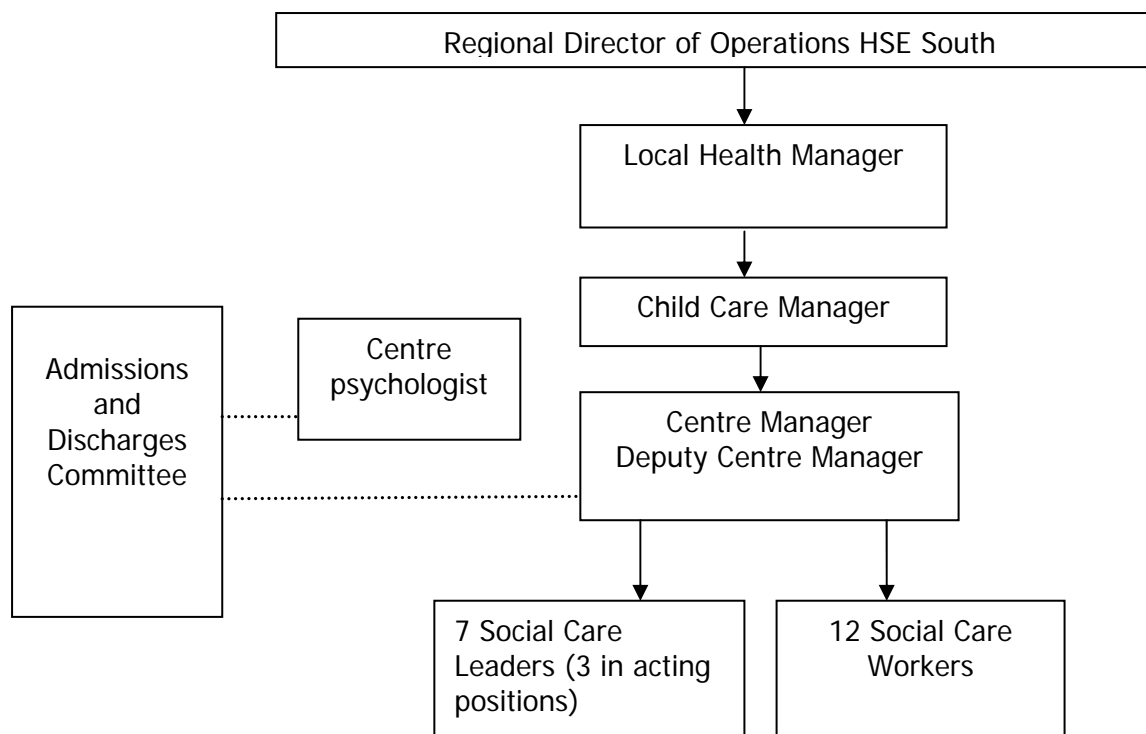 Regional Director of Operations HSE South
Local Health Manager
Child Care Manager
Admissions
and
Discharges
Committee
Centre
psychologist
Centre Manager
Deputy Centre Manager
7 Social Care
Leaders (3 in acting
positions)
12 Social Care
Workers